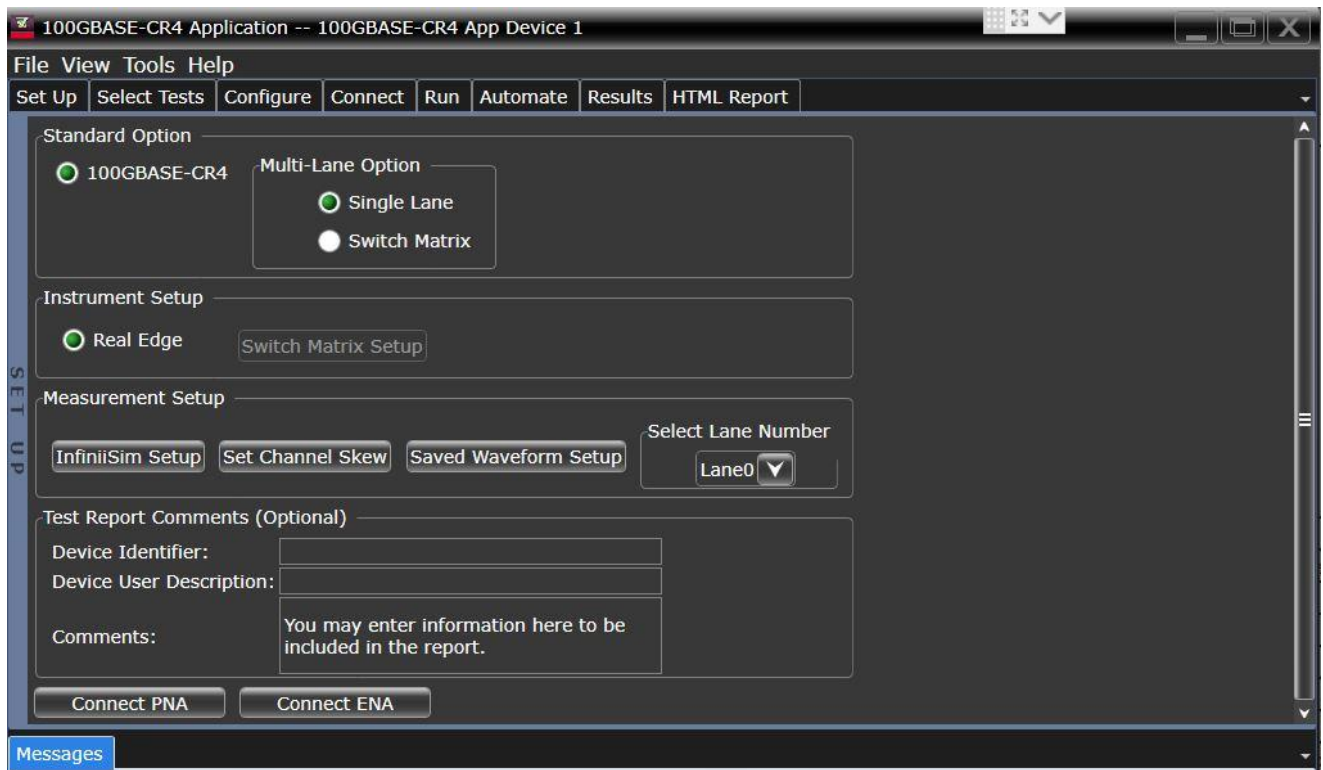 100GBASE-CR4 Application -- 100GBASE-CR4 App Device 1
File View Tools Help
Set Up Select Tests Configure Connect Run Automate Results HTML Report
Standard Option
100GBASE-CR4
Multi-Lane Option
Single Lane
Switch Matrix
Instrument Setup
Real Edge
Switch Matrix Setup
SET UP
Measurement Setup
InfiniiSim Setup Set Channel Skew Saved Waveform Setup
Select Lane Number
Lane0
Test Report Comments (Optional)
Device Identifier:
Device User Description:
Comments:
You may enter information here to be
included in the report.
Connect PNA Connect ENA
Messages